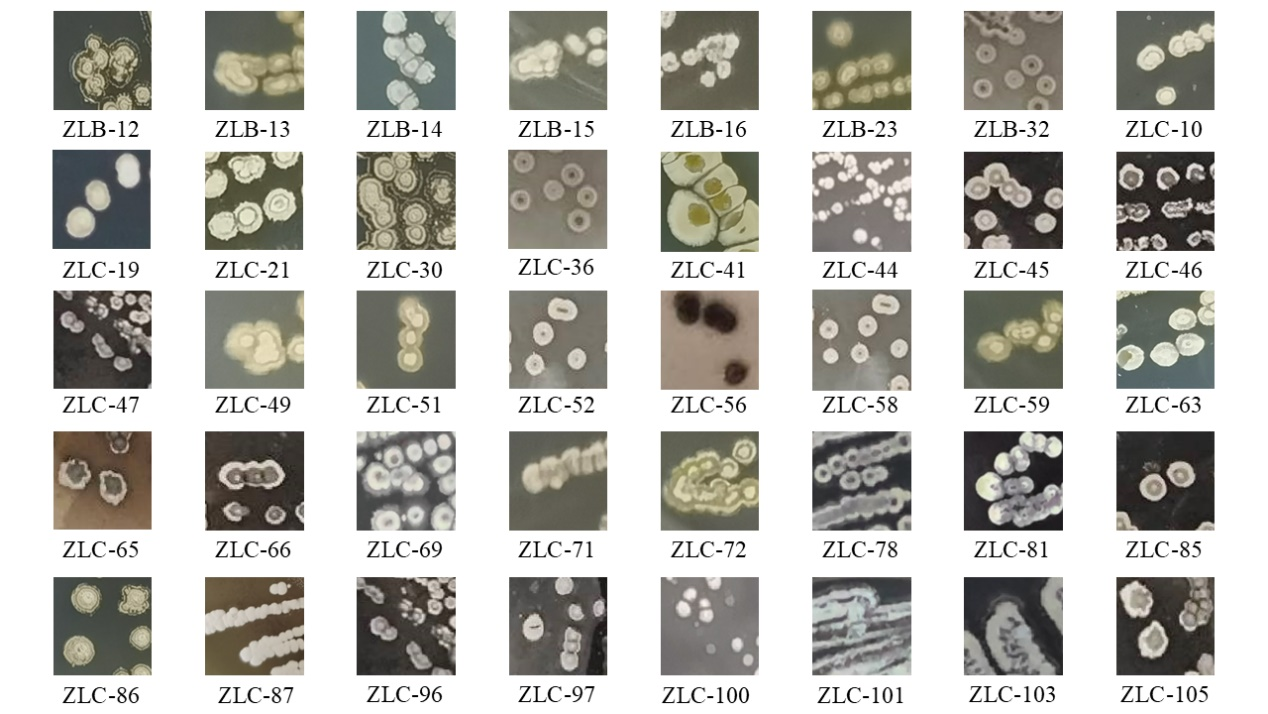 ZLB-12 ZLB-13 ZLB-14 ZLB-15 ZLB-16 ZLB-23 ZLB-32 ZLC-10
ZLC-19 ZLC-21 ZLC-30 ZLC-36 ZLC-41 ZLC-44 ZLC-45 ZLC-46
ZLC-47 ZLC-49 ZLC-51 ZLC-52 ZLC-56 ZLC-58 ZLC-59 ZLC-63
ZLC-65 ZLC-66 ZLC-69 ZLC-71 ZLC-72 ZLC-78 ZLC-81 ZLC-85
ZLC-86 ZLC-87 ZLC-96 ZLC-97 ZLC-100 ZLC-101 ZLC-103 ZLC-105